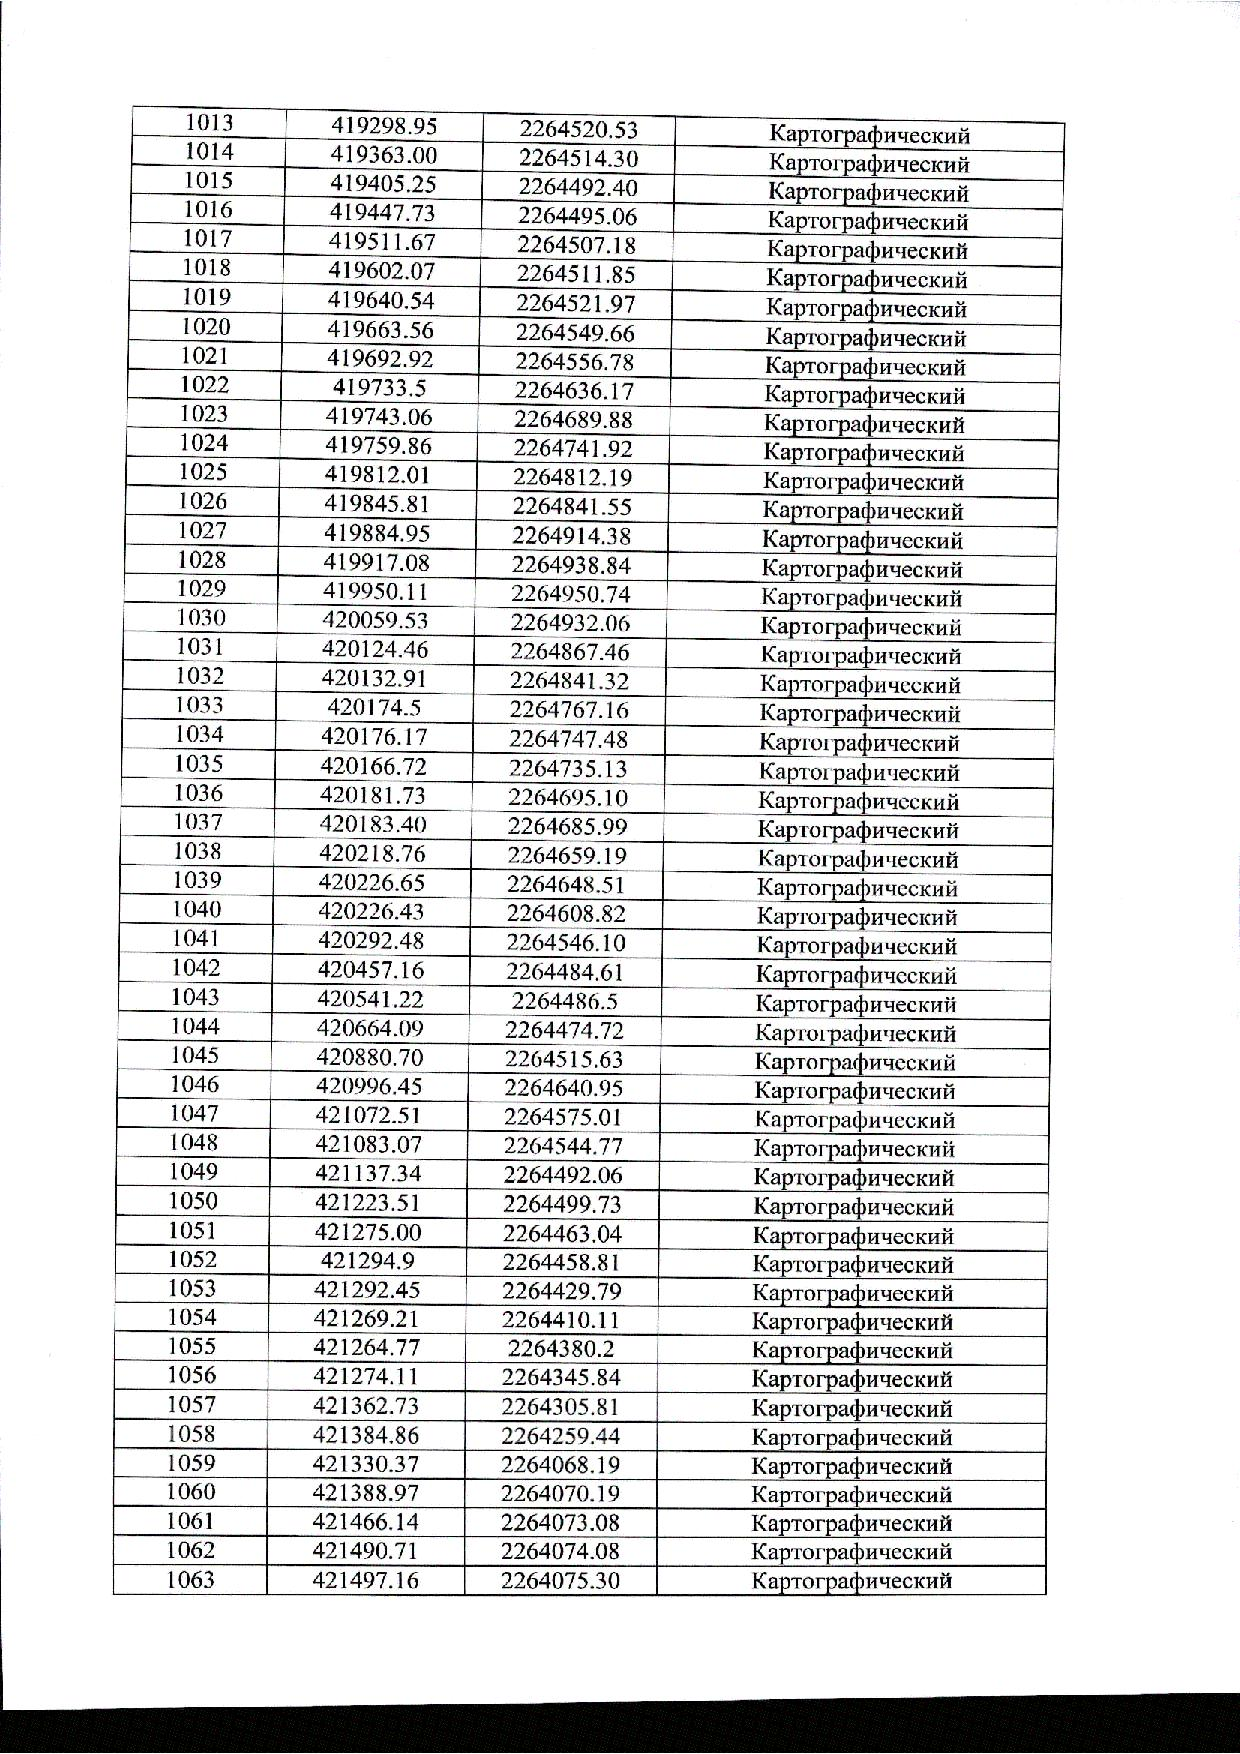 1013 419298.95 2264520.53 Картографический
1014 419363.00 2264514.30 Картографический
1015 419405.25 2264492.40 Картографический
1016 419447.73 2264495.06 Картографический
1017 419511.67 2264507.18 Картографический
1018 419602.07 2264511.85 Картографический
1019 419640.54 2264521.97 Картографический
1020 419663.56 2264549.66 Картографический
1021 419692.92 2264556.78 Картографический
1022 419733.5 2264636.17 Картографический
1023 419743.06 2264689.88 Картографический
1024 419759.86 2264741.92 Картографический
1025 419812.01 2264812.19 Картографический
1026 419845.81 2264841.55 Картографический
1027 419884.95 2264914.38 Картографический
1028 419917.08 2264938.84 Картографический
1029 419950.11 2264950.74 Картографический
1030 420059.53 2264932.06 Картографический
1031 420124.46 2264867.46 Картографический
1032 420132.91 2264841.32 Картографический
1033 420174.5 2264767.16 Картографический
1034 420176.17 2264747.48 Картографический
1035 420166.72 2264735.13 Картографический
1036 420181.73 2264695.10 Картографический
1037 420183.40 2264685.99 Картографический
1038 420218.76 2264659.19 Картографический
1039 420226.65 2264648.51 Картографический
1040 420226.43 2264608.82 Картографический
1041 420292.48 2264546.10 Картографический
1042 420457.16 2264484.61 Картографический
1043 420541.22 2264486.5 Картографический
1044 420664.09 2264474.72 Картографический
1045 420880.70 2264515.63 Картографический
1046 420996.45 2264640.95 Картографический
1047 421072.51 2264575.01 Картографический
1048 421083.07 2264544.77 Картографический
1049 421137.34 2264492.06 Картографический
1050 421223.51 2264499.73 Картографический
1051 421275.00 2264463.04 Картографический
1052 421294.9 2264458.81 Картографический
1053 421292.45 2264429.79 Картографический
1054 421269.21 2264410.11 Картографический
1055 421264.77 2264380.2 Картографический
1056 421274.11 2264345.84 Картографический
1057 421362.73 2264305.81 Картографический
1058 421384.86 2264259.44 Картографический
1059 421330.37 2264068.19 Картографический
1060 421388.97 2264070.19 Картографический
1061 421466.14 2264073.08 Картографический
1062 421490.71 2264074.08 Картографический
1063 421497.16 2264075.30 Картографический